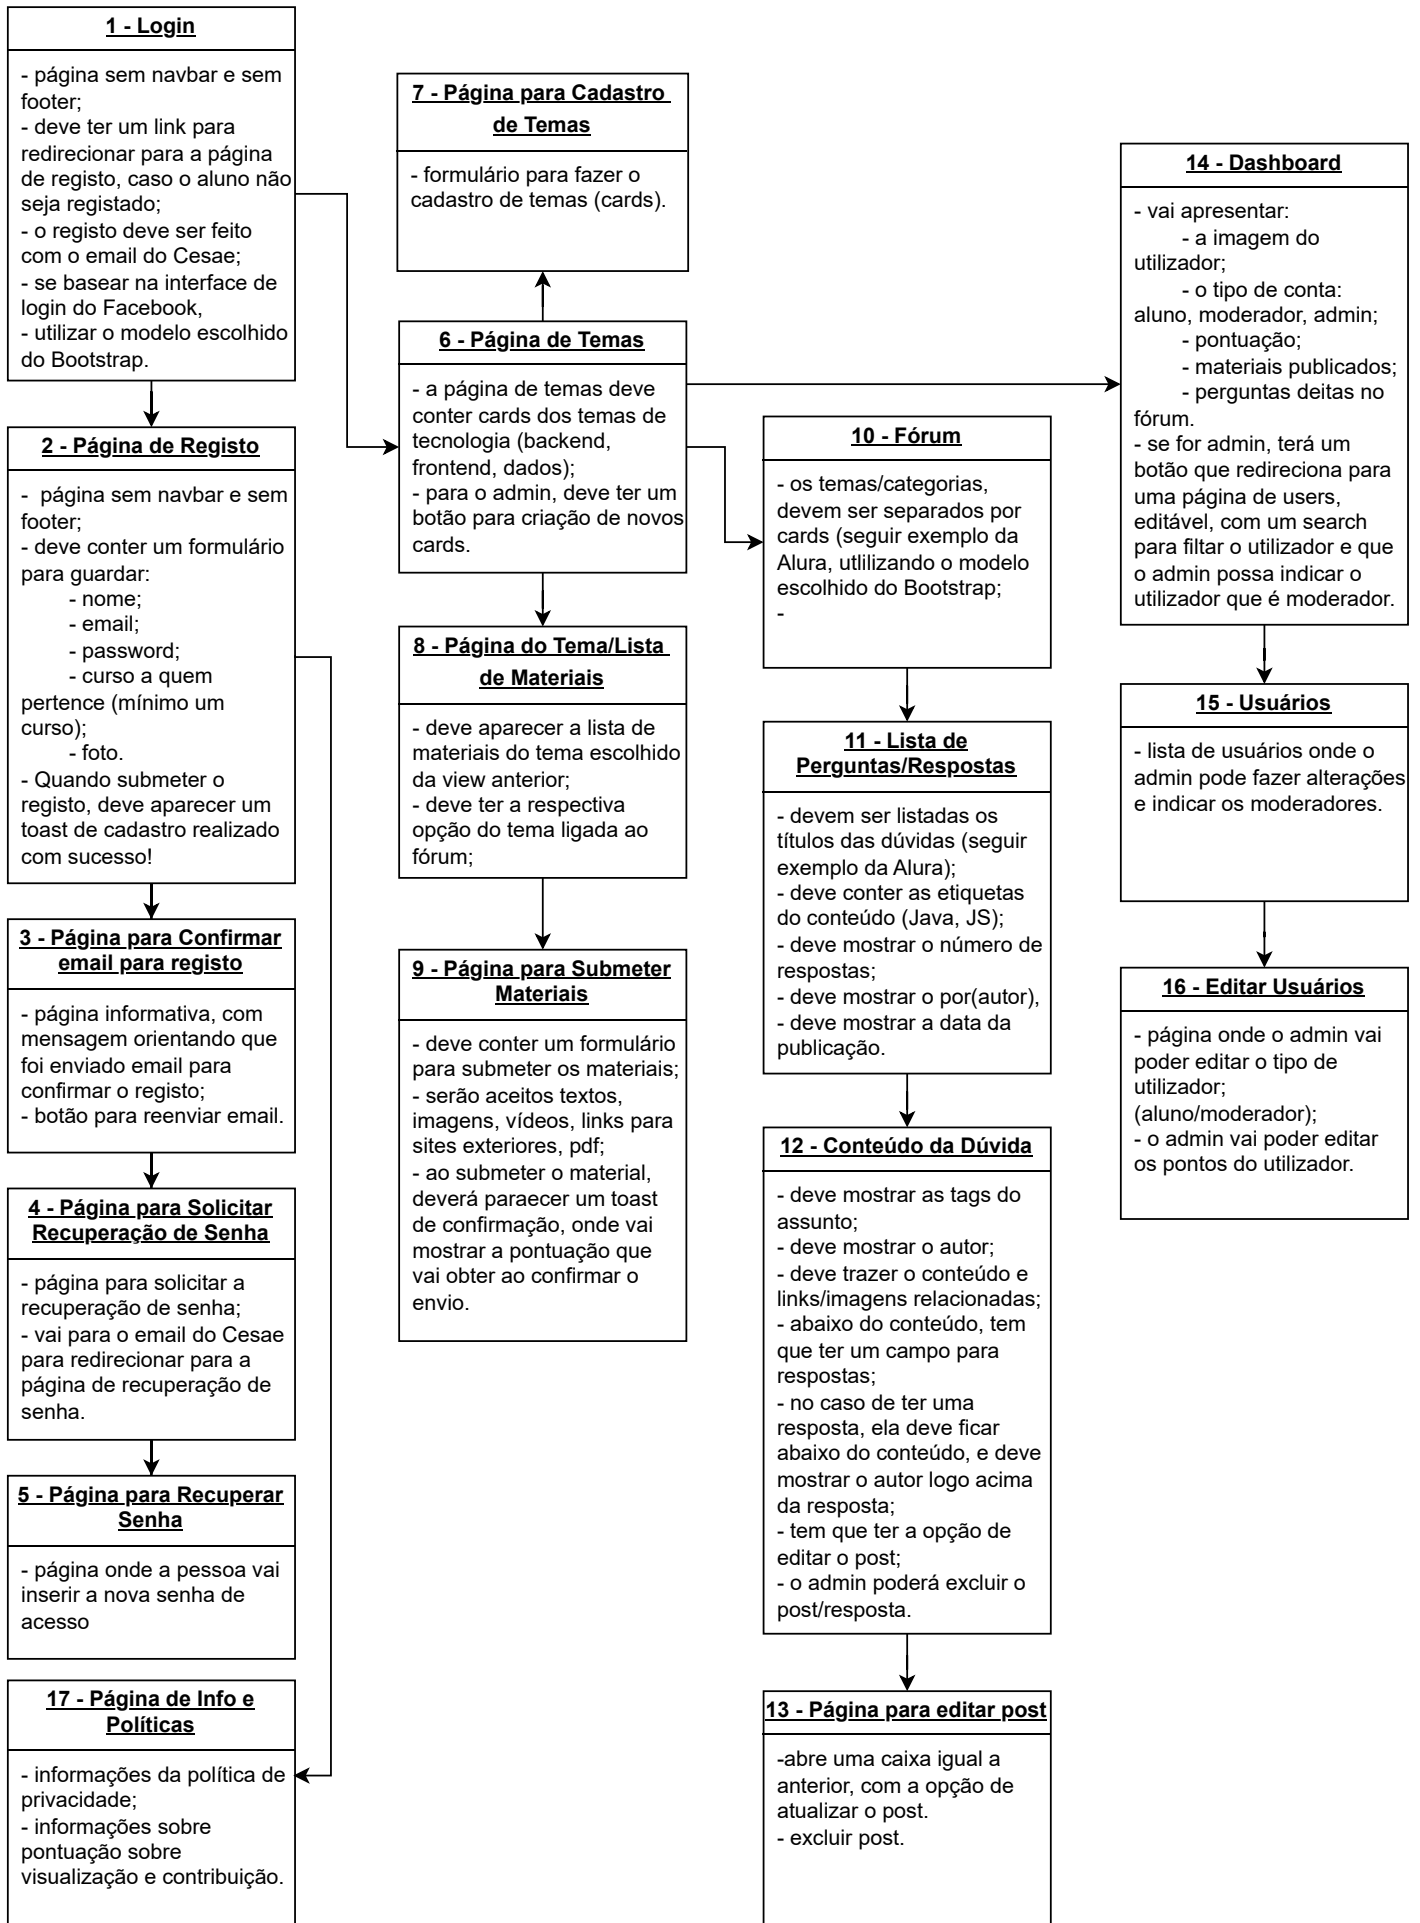 1 - Login
- página sem navbar e sem
footer;
- deve ter um link para
redirecionar para a página
de registo, caso o aluno não
seja registado;
- o registo deve ser feito
com o email do Cesae;
- se basear na interface de
login do Facebook,
- utilizar o modelo escolhido
do Bootstrap.
2 - Página de Registo
- página sem navbar e sem
footer;
- deve conter um formulário
para guardar:
- nome;
- email;
- password;
- curso a quem
pertence (mínimo um
curso);
- foto.
- Quando submeter o
registo, deve aparecer um
toast de cadastro realizado
com sucesso!
3 - Página para Confirmar
email para registo
- página informativa, com
mensagem orientando que
foi enviado email para
confirmar o registo;
- botão para reenviar email.
4 - Página para Solicitar
Recuperação de Senha
- página para solicitar a
recuperação de senha;
- vai para o email do Cesae
para redirecionar para a
página de recuperação de
senha.
5 - Página para Recuperar
Senha
- página onde a pessoa vai
inserir a nova senha de
acesso
17 - Página de Info e
Políticas
- informações da política de
privacidade;
- informações sobre
pontuação sobre
visualização e contribuição.
7 - Página para Cadastro
de Temas
- formulário para fazer o
cadastro de temas (cards).
6 - Página de Temas
- a página de temas deve
conter cards dos temas de
tecnologia (backend,
frontend, dados);
- para o admin, deve ter um
botão para criação de novos
cards.
8 - Página do Tema/Lista
de Materiais
- deve aparecer a lista de
materiais do tema escolhido
da view anterior;
- deve ter a respectiva
opção do tema ligada ao
fórum;
9 - Página para Submeter
Materiais
- deve conter um formulário
para submeter os materiais;
- serão aceitos textos,
imagens, vídeos, links para
sites exteriores, pdf;
- ao submeter o material,
deverá paraecer um toast
de confirmação, onde vai
mostrar a pontuação que
vai obter ao confirmar o
envio.
10 - Fórum
- os temas/categorias,
devem ser separados por
cards (seguir exemplo da
Alura, utlilizando o modelo
escolhido do Bootstrap;
-
11 - Lista de
Perguntas/Respostas
- devem ser listadas os
títulos das dúvidas (seguir
exemplo da Alura);
- deve conter as etiquetas
do conteúdo (Java, JS);
- deve mostrar o número de
respostas;
- deve mostrar o por(autor),
- deve mostrar a data da
publicação.
12 - Conteúdo da Dúvida
- deve mostrar as tags do
assunto;
- deve mostrar o autor;
- deve trazer o conteúdo e
links/imagens relacionadas;
- abaixo do conteúdo, tem
que ter um campo para
respostas;
- no caso de ter uma
resposta, ela deve ficar
abaixo do conteúdo, e deve
mostrar o autor logo acima
da resposta;
- tem que ter a opção de
editar o post;
- o admin poderá excluir o
post/resposta.
13 - Página para editar post
-abre uma caixa igual a
anterior, com a opção de
atualizar o post.
- excluir post.
14 - Dashboard
- vai apresentar:
- a imagem do
utilizador;
- o tipo de conta:
aluno, moderador, admin;
- pontuação;
- materiais publicados;
- perguntas deitas no
fórum.
- se for admin, terá um
botão que redireciona para
uma página de users,
editável, com um search
para filtar o utilizador e que
o admin possa indicar o
utilizador que é moderador.
15 - Usuários
- lista de usuários onde o
admin pode fazer alterações
e indicar os moderadores.
16 - Editar Usuários
- página onde o admin vai
poder editar o tipo de
utilizador;
(aluno/moderador);
- o admin vai poder editar
os pontos do utilizador.